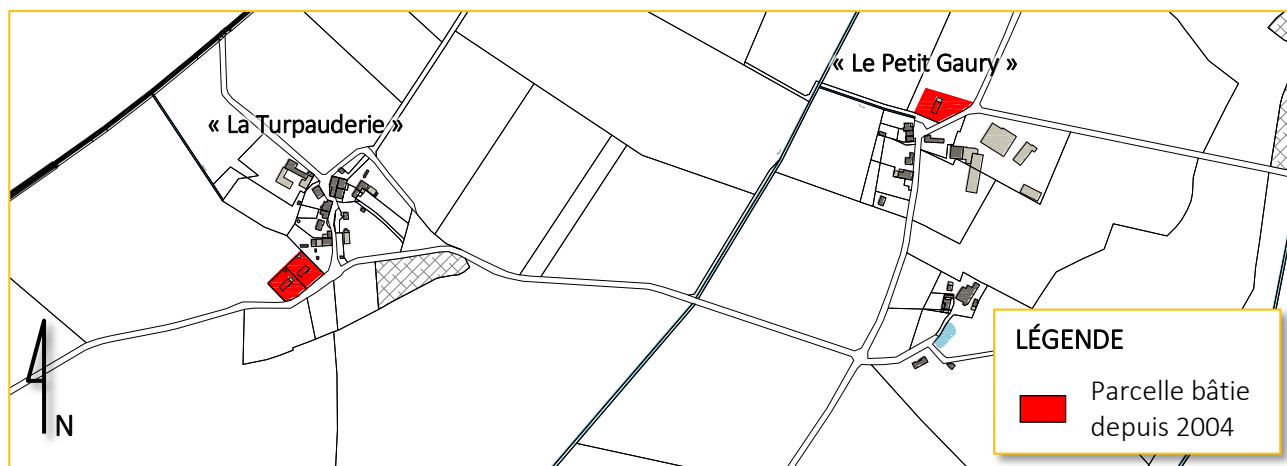 « Le Petit Gaury »
« La Turpauderie »
N
LÉGENDE
Parcelle bâtie
depuis 2004